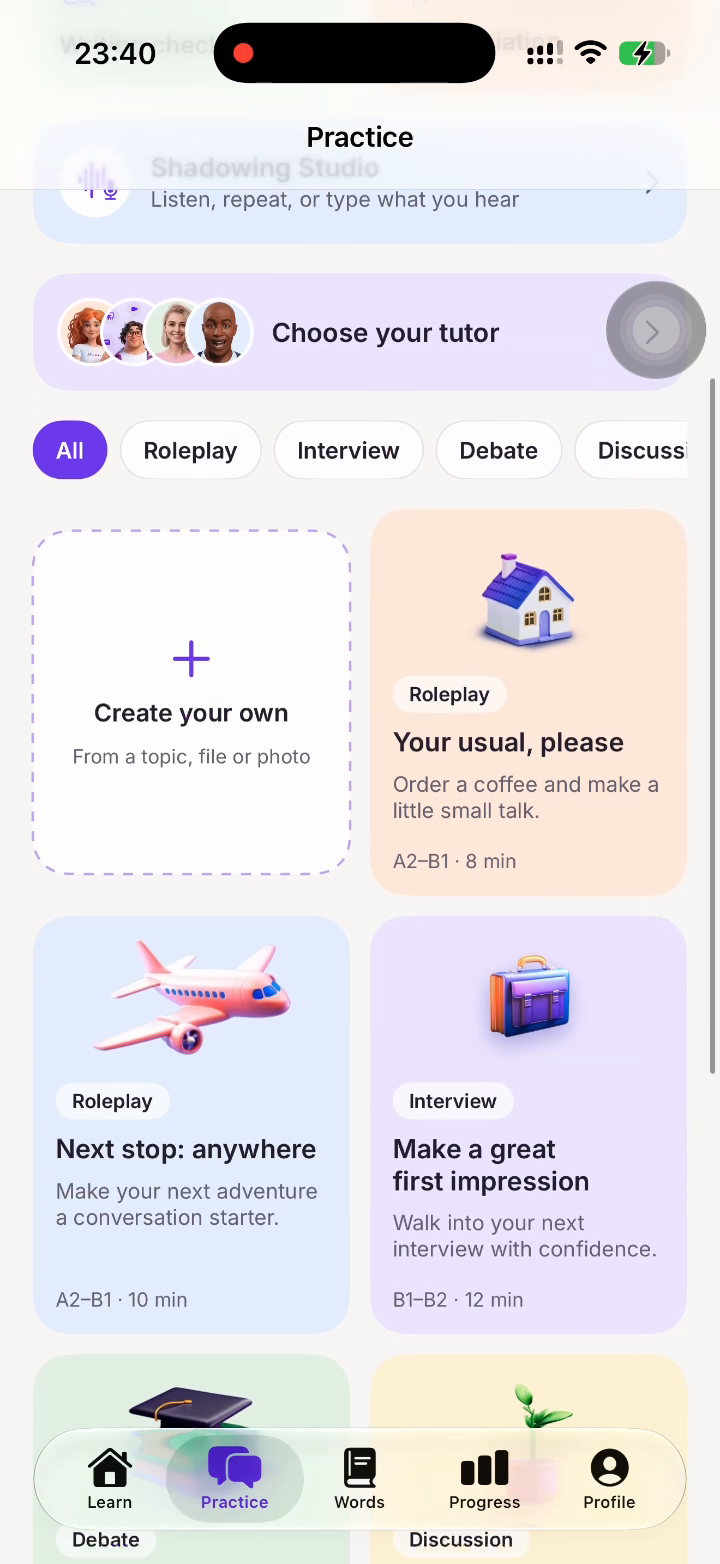 23:40
Practice
Shadowing Studio
Listen, repeat, or type what you hear
Choose your tutor
All
Roleplay
Interview
Debate
Discussi
Create your own
From a topic, file or photo
Roleplay
Your usual, please
Order a coffee and make a
little small talk.
A2–B1 · 8 min
Roleplay
Next stop: anywhere
Make your next adventure
a conversation starter.
A2–B1 · 10 min
Interview
Make a great
first impression
Walk into your next
interview with confidence.
B1–B2 · 12 min
Learn
Practice
Words
Progress
Profile
Debate
Discussion